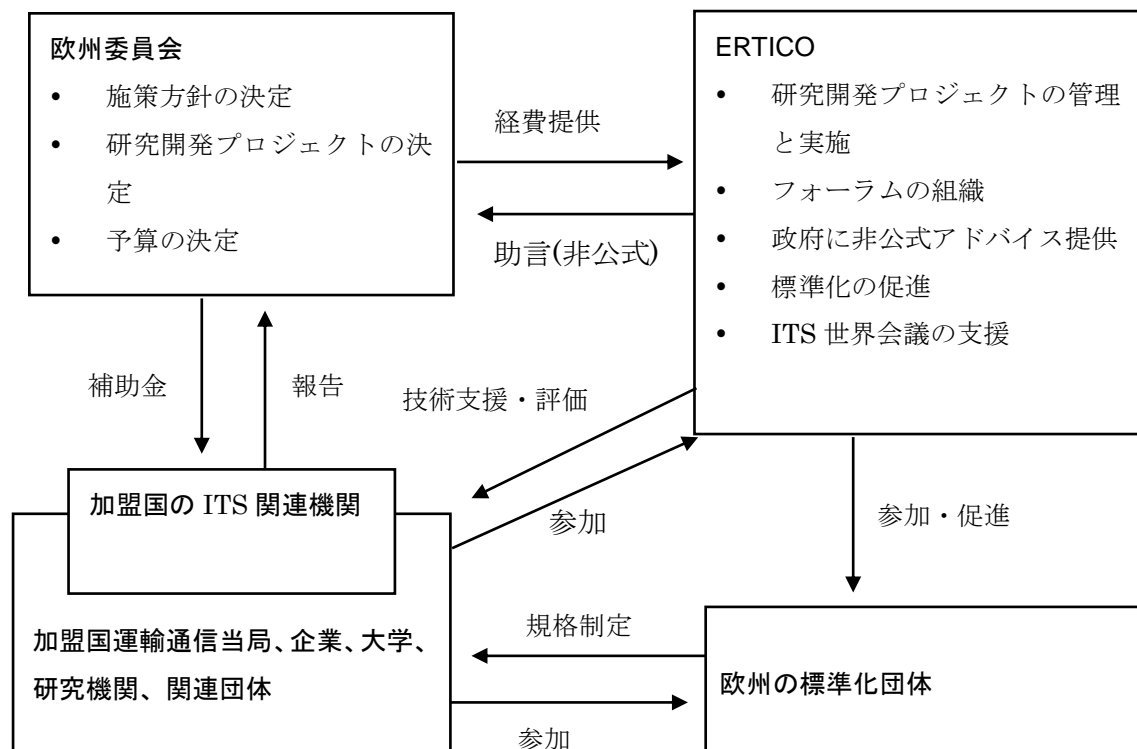 欧州委員会
• 施策方針の決定
• 研究開発プロジェクトの決
定
• 予算の決定
経費提供
助言(非公式)
ERTICO
• 研究開発プロジェクトの管理
と実施
• フォーラムの組織
• 政府に非公式アドバイス提供
• 標準化の促進
• ITS 世界会議の支援
補助金
報告
技術支援・評価
参加
参加・促進
加盟国の ITS 関連機関
加盟国運輸通信当局、企業、大学、
研究機関、関連団体
規格制定
参加
欧州の標準化団体